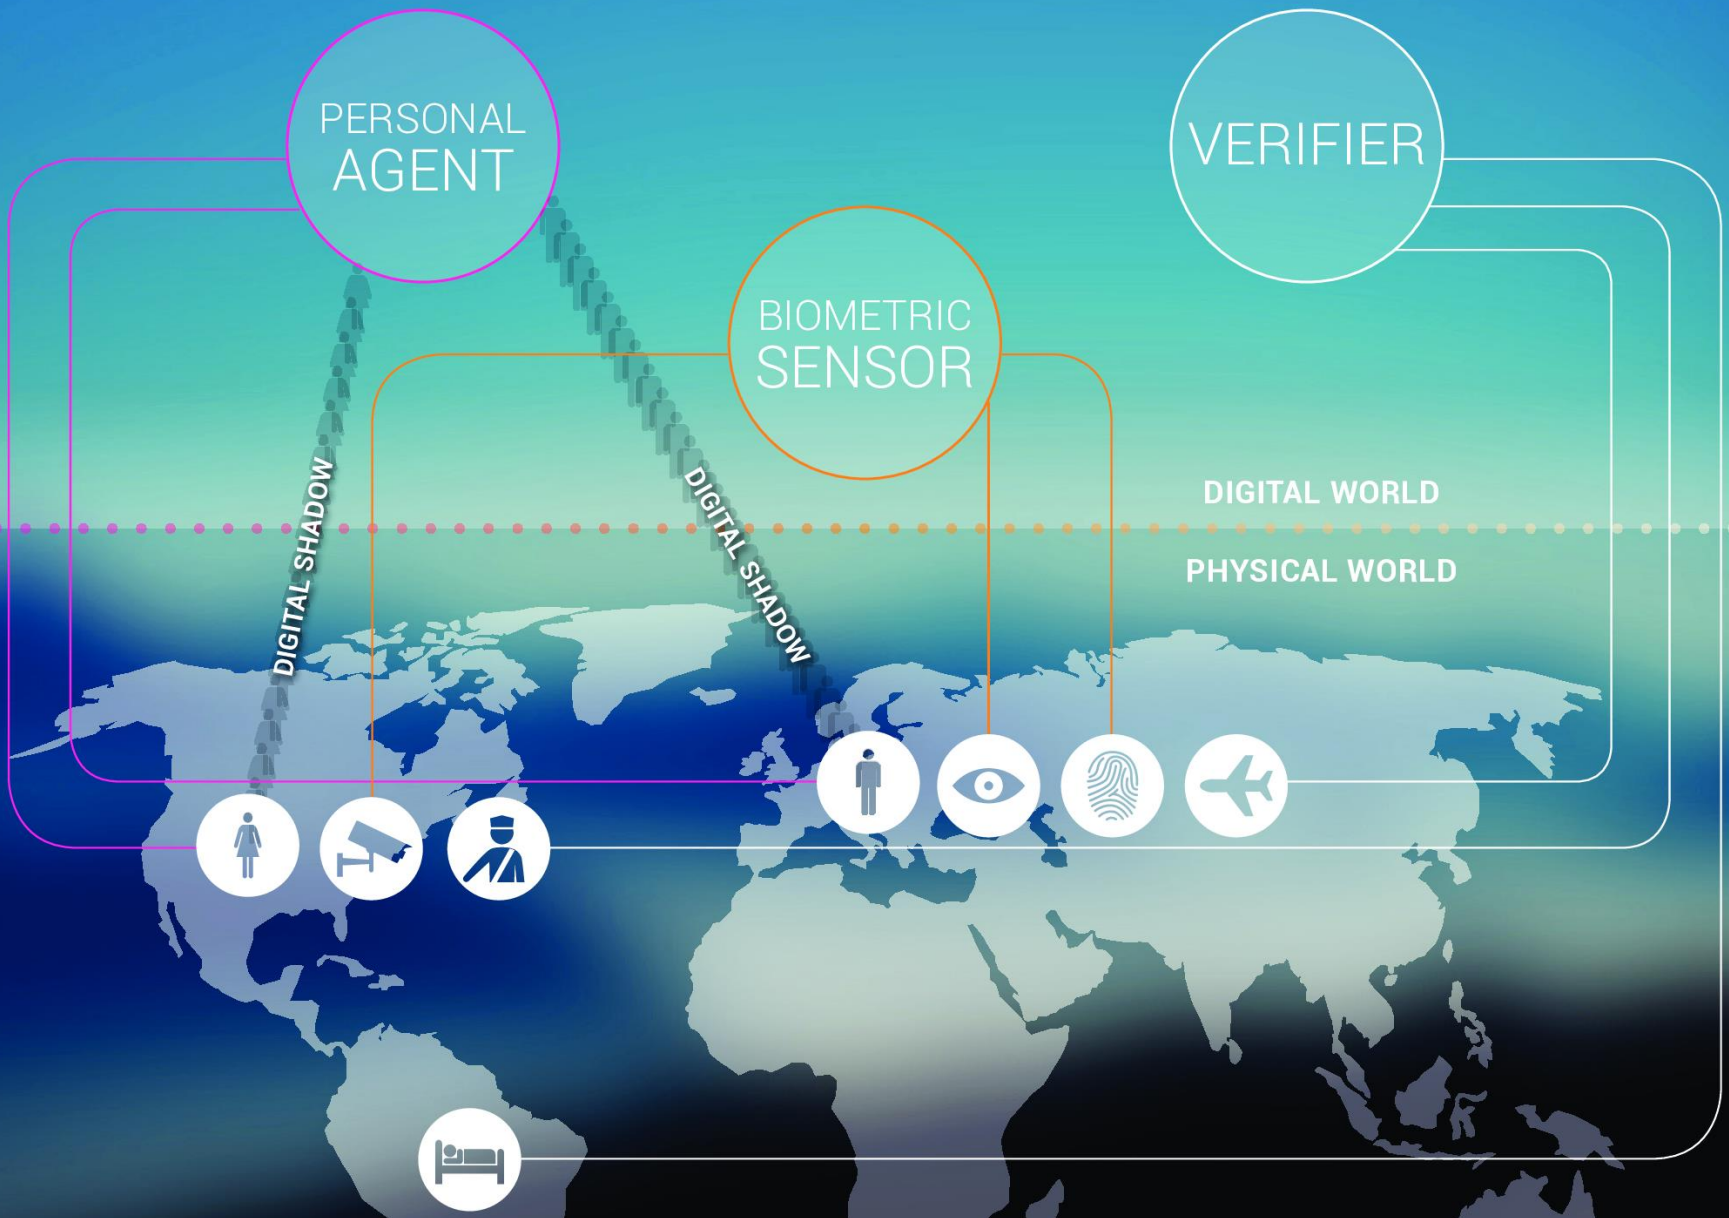 PERSONAL
AGENT
VERIFIER
BIOMETRIC
SENSOR
DIGITAL SHADOW
DIGITAL SHADOW
DIGITAL WORLD
PHYSICAL WORLD